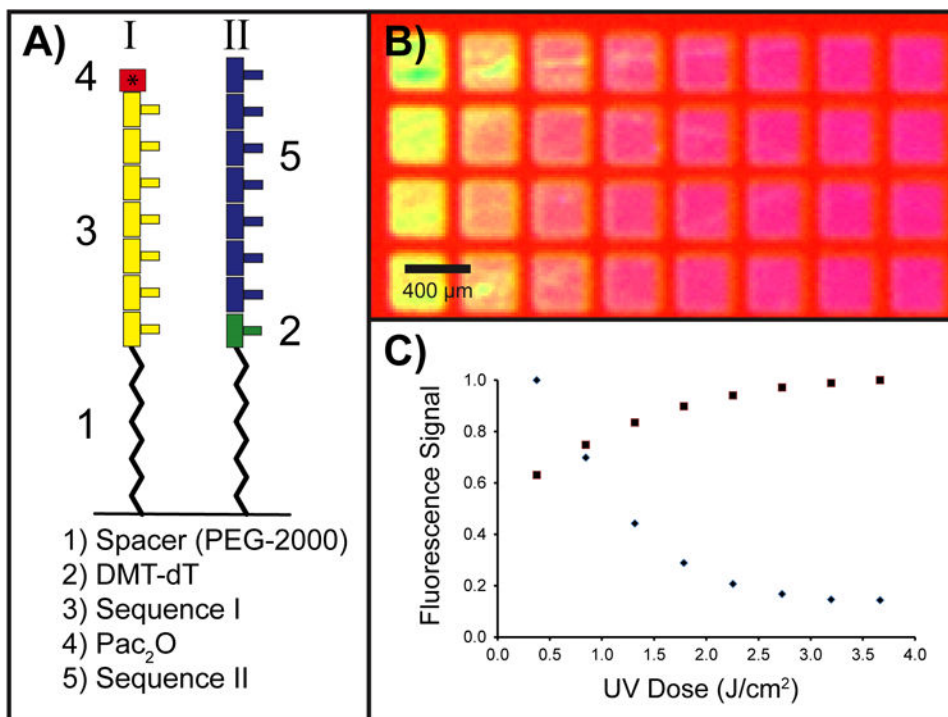 A)
I II
4
*
5
3
2
1
1) Spacer (PEG-2000)
2) DMT-dT
3) Sequence I
4) Pac₂O
5) Sequence II
B)
400 µm
C)
Fluorescence Signal
1.0
0.8
0.6
0.4
0.2
0.0
0.0 0.5 1.0 1.5 2.0 2.5 3.0 3.5 4.0
UV Dose (J/cm²)